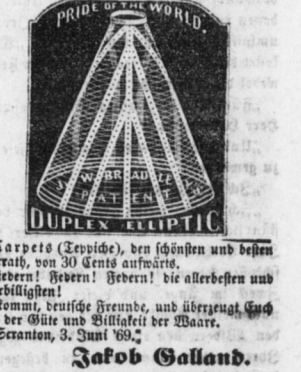 PRIDE OF THE WORLD.
J. W. BRADLEY'S
PATENT
DUPLEX ELLIPTIC
Carpets (Teppiche), den schönsten und besten
rrath, von 30 Cents aufwärts.
Federn! Federn! Federn! die allerbesten und
rbilligsten!
kommt, deutsche Freunde, und überzeugt Euch
der Güte und Billigkeit der Waare.
Scranton, 3. Juni '69.
Jakob Galland.